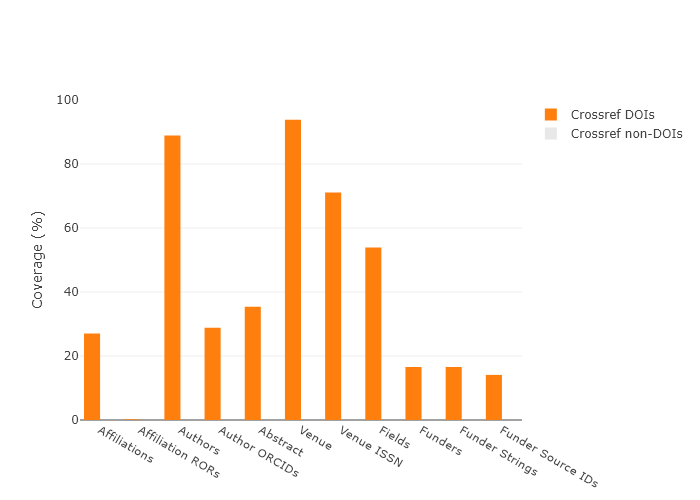 100
80
60
40
20
0
Coverage (%)
Affiliations
Affiliation RORs
Authors
Author ORCIDs
Abstract
Venue
Venue ISSN
Fields
Funders
Funder Strings
Funder Source IDs
Crossref DOIs
Crossref non-DOIs